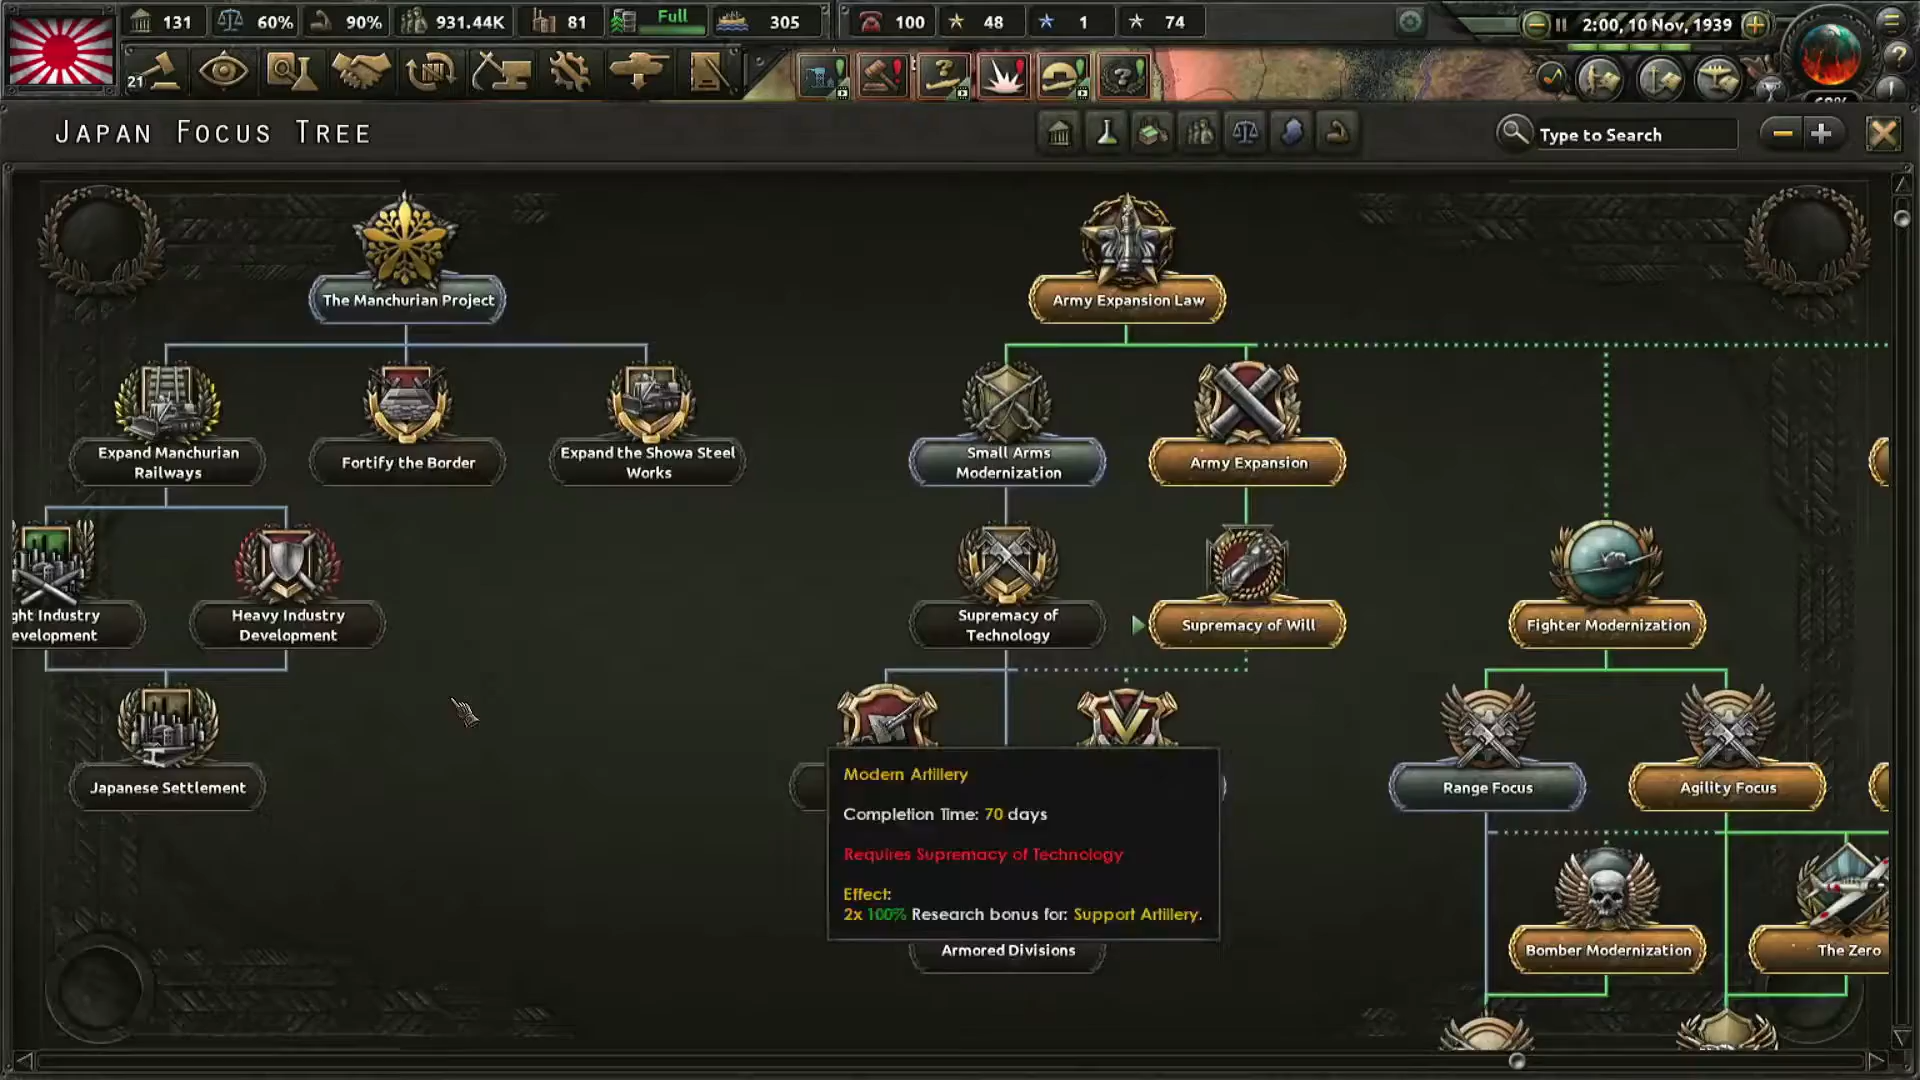 131
60%
90%
931.44K
81
Full
305
100
48
1
74
2:00, 10 Nov, 1939
21
Japan Focus Tree
Type to Search
The Manchurian Project
Army Expansion Law
Expand Manchurian
Railways
Fortify the Border
Expand the Showa Steel
Works
Small Arms
Modernization
Army Expansion
ght Industry
evelopment
Heavy Industry
Development
Supremacy of
Technology
Supremacy of Will
Fighter Modernization
Japanese Settlement
Range Focus
Agility Focus
Modern Artillery
Completion Time: 70 days
Requires Supremacy of Technology
Effect:
2x 100% Research bonus for: Support Artillery.
Armored Divisions
Bomber Modernization
The Zero